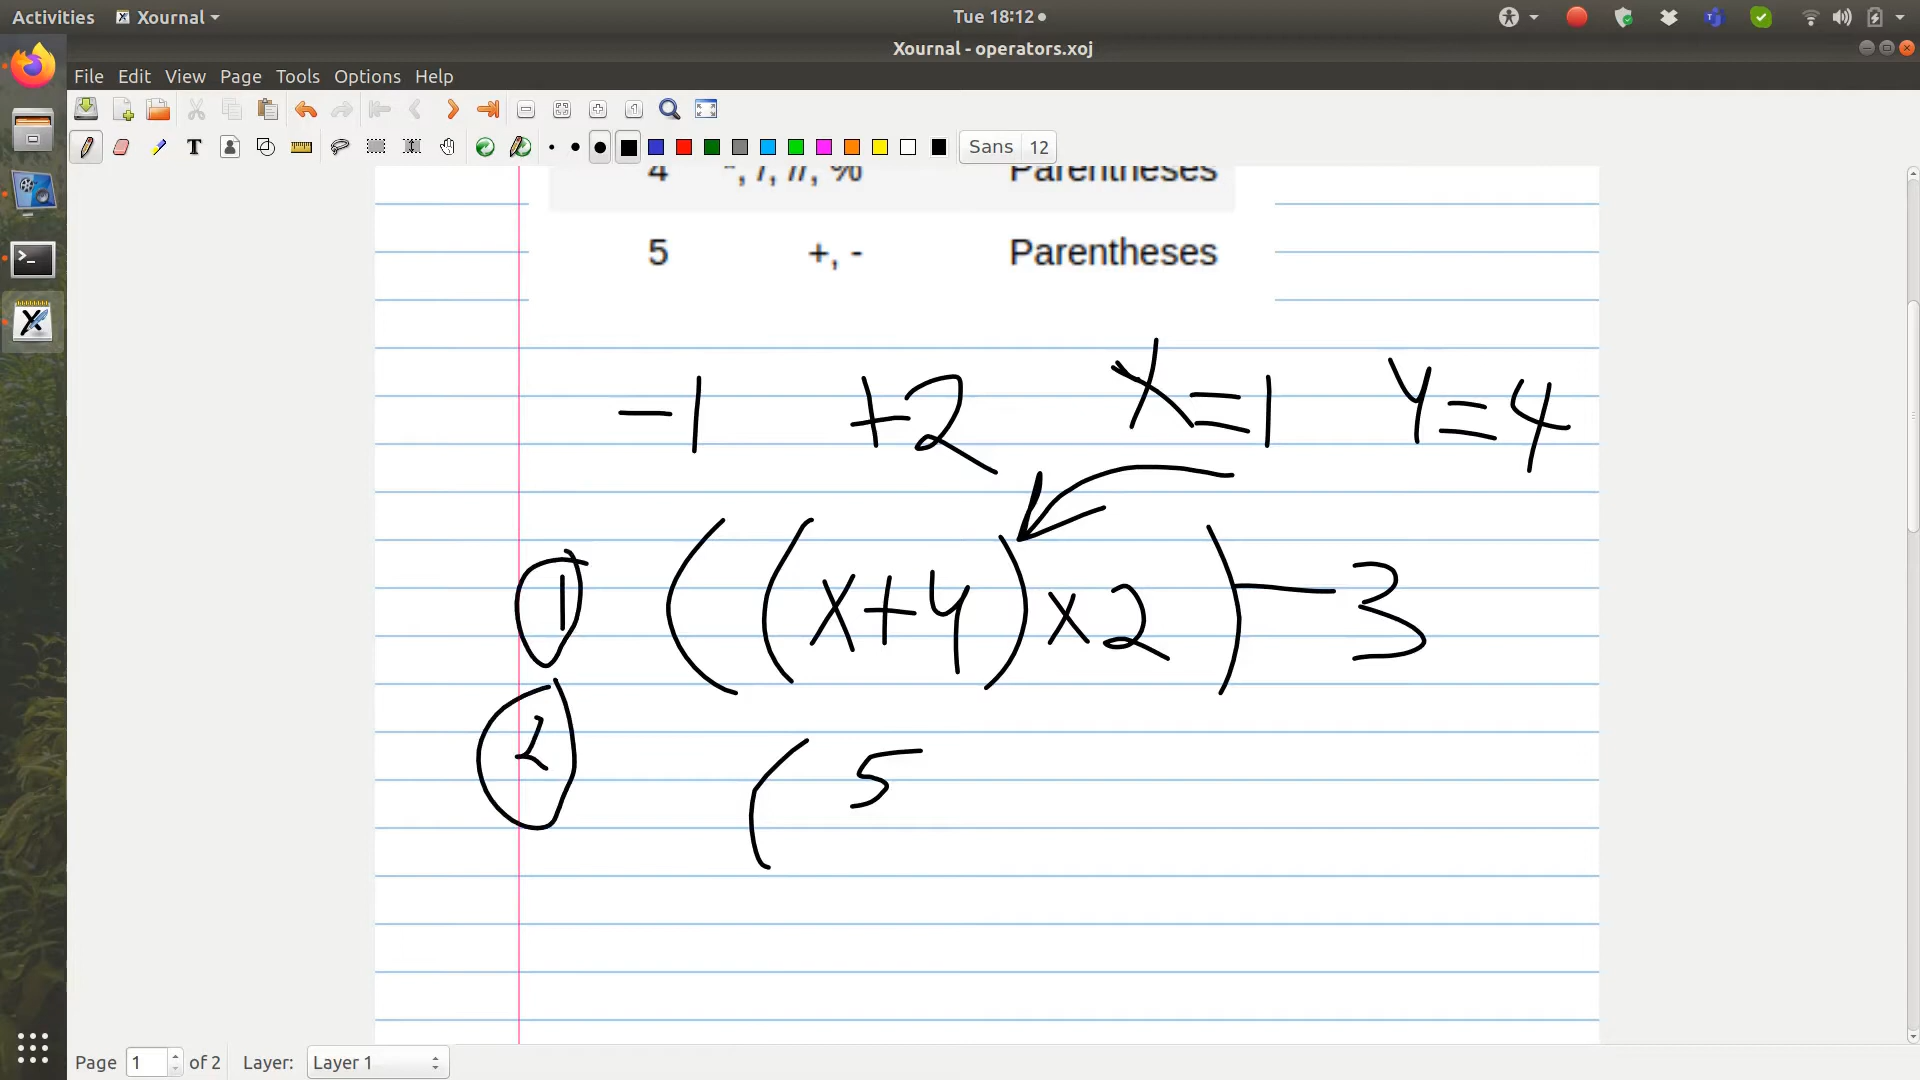 Activities Xournal Tue 18:12
Xournal - operators.xoj
File Edit View Page Tools Options Help
Sans 12
4 *, /, //, % Parentheses
5 +, - Parentheses
-1 +2 X=1 Y=4
1 ((X+Y)x2)-3
2 (5
Page 1 of 2 Layer: Layer 1